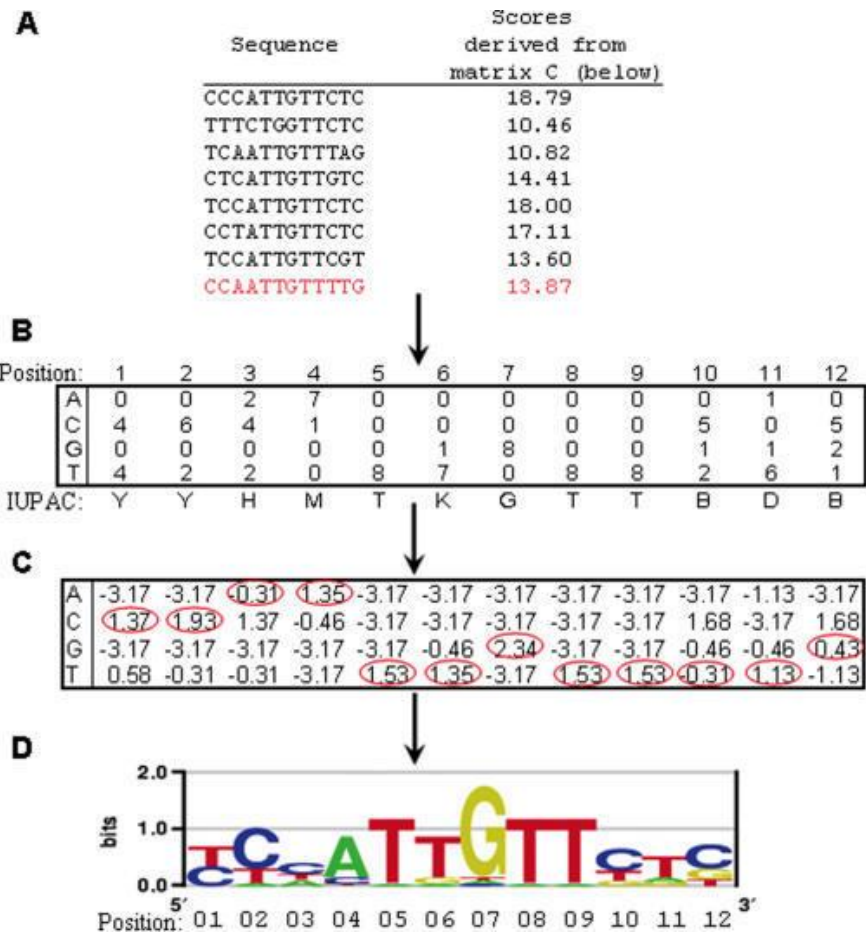 A
Scores
Sequence derived from
matrix C (below)
CCCATTGTTCTC 18.79
TTTCTGGTTCTC 10.46
TCAATTGTTTAG 10.82
CTCATTGTTGTC 14.41
TCCATTGTTCTC 18.00
CCTATTGTTCTC 17.11
TCCATTGTTCGT 13.60
CCAATTGTTTTG 13.87
B
Position: 1 2 3 4 5 6 7 8 9 10 11 12
A 0 0 2 7 0 0 0 0 0 0 1 0
C 4 6 4 1 0 0 0 0 0 5 0 5
G 0 0 0 0 0 1 8 0 0 1 1 2
T 4 2 2 0 8 7 0 8 8 2 6 1
IUPAC: Y Y H M T K G T T B D B
C
A -3.17 -3.17 -0.31 1.35 -3.17 -3.17 -3.17 -3.17 -3.17 -3.17 -1.13 -3.17
C 1.37 1.93 1.37 -0.46 -3.17 -3.17 -3.17 -3.17 -3.17 1.68 -3.17 1.68
G -3.17 -3.17 -3.17 -3.17 -3.17 -0.46 2.34 -3.17 -3.17 -0.46 -0.46 0.43
T 0.58 -0.31 -0.31 -3.17 1.53 1.35 -3.17 1.53 1.53 -0.31 1.13 -1.13
D
2.0
bits
1.0
T C C A T T G T T C T C
C T T C G T T A G
0.0
5′ 3′
Position: 01 02 03 04 05 06 07 08 09 10 11 12